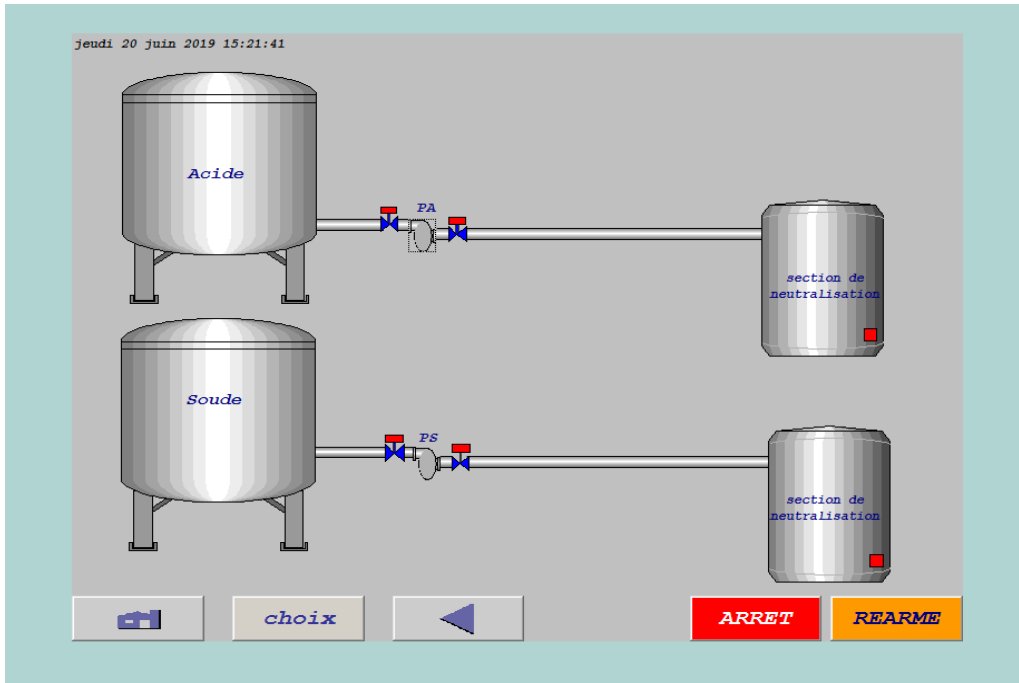 jeudi 20 juin 2019 15:21:41
Acide
PA
section de
neutralisation
Soude
PS
section de
neutralisation
choix
ARRET
REARME